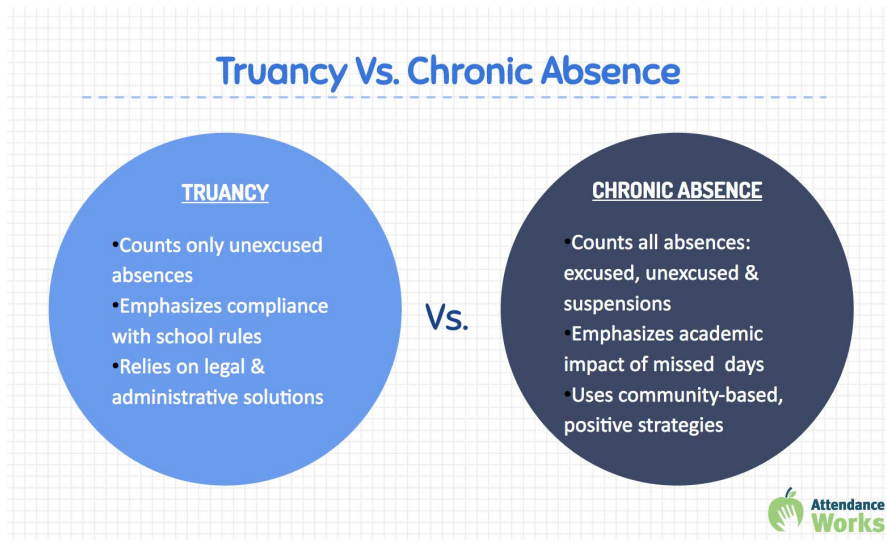 Truancy Vs. Chronic Absence
TRUANCY
•Counts only unexcused
absences
•Emphasizes compliance
with school rules
•Relies on legal &
administrative solutions
Vs.
CHRONIC ABSENCE
•Counts all absences:
excused, unexcused &
suspensions
•Emphasizes academic
impact of missed  days
•Uses community-based,
positive strategies
Attendance
Works